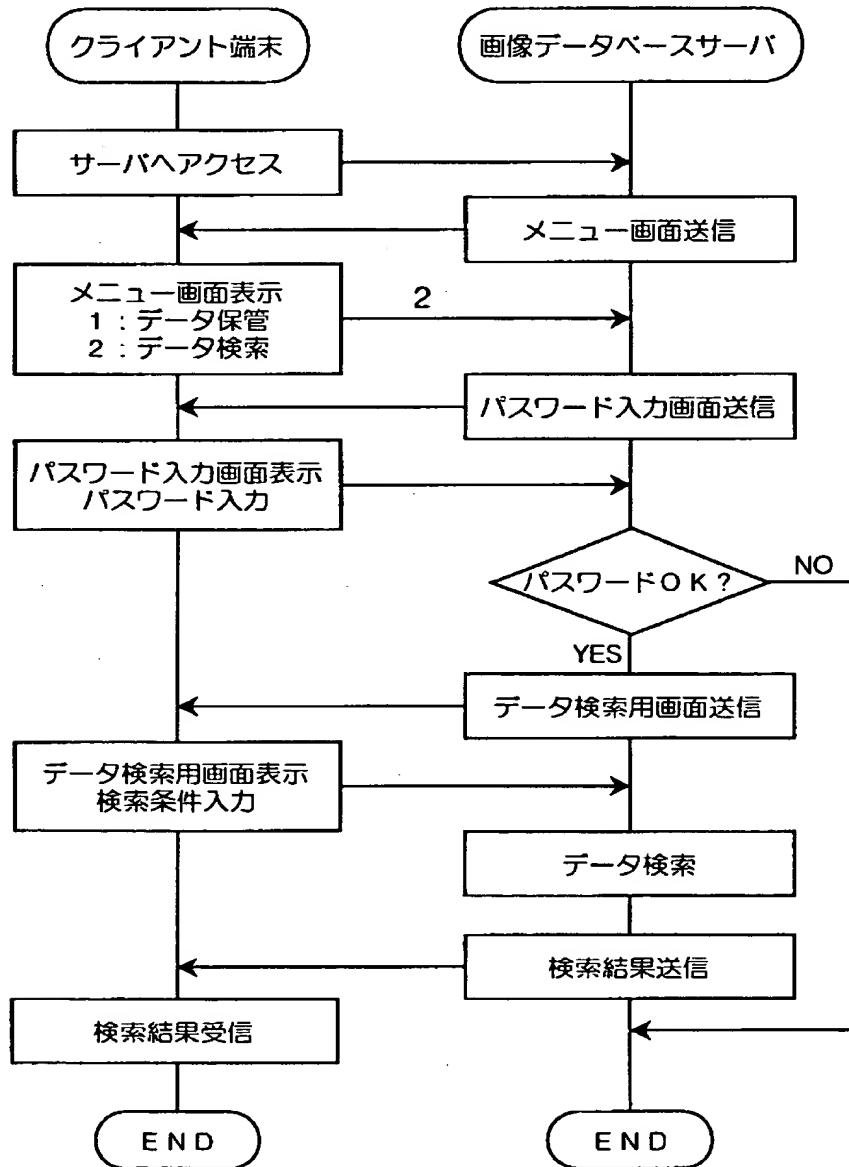 クライアント端末
画像データベースサーバ
サーバへアクセス
メニュー画面送信
メニュー画面表示
1：データ保管
2：データ検索
2
パスワード入力画面送信
パスワード入力画面表示
パスワード入力
パスワードOK？
NO
YES
データ検索用画面送信
データ検索用画面表示
検索条件入力
データ検索
検索結果送信
検索結果受信
END
END